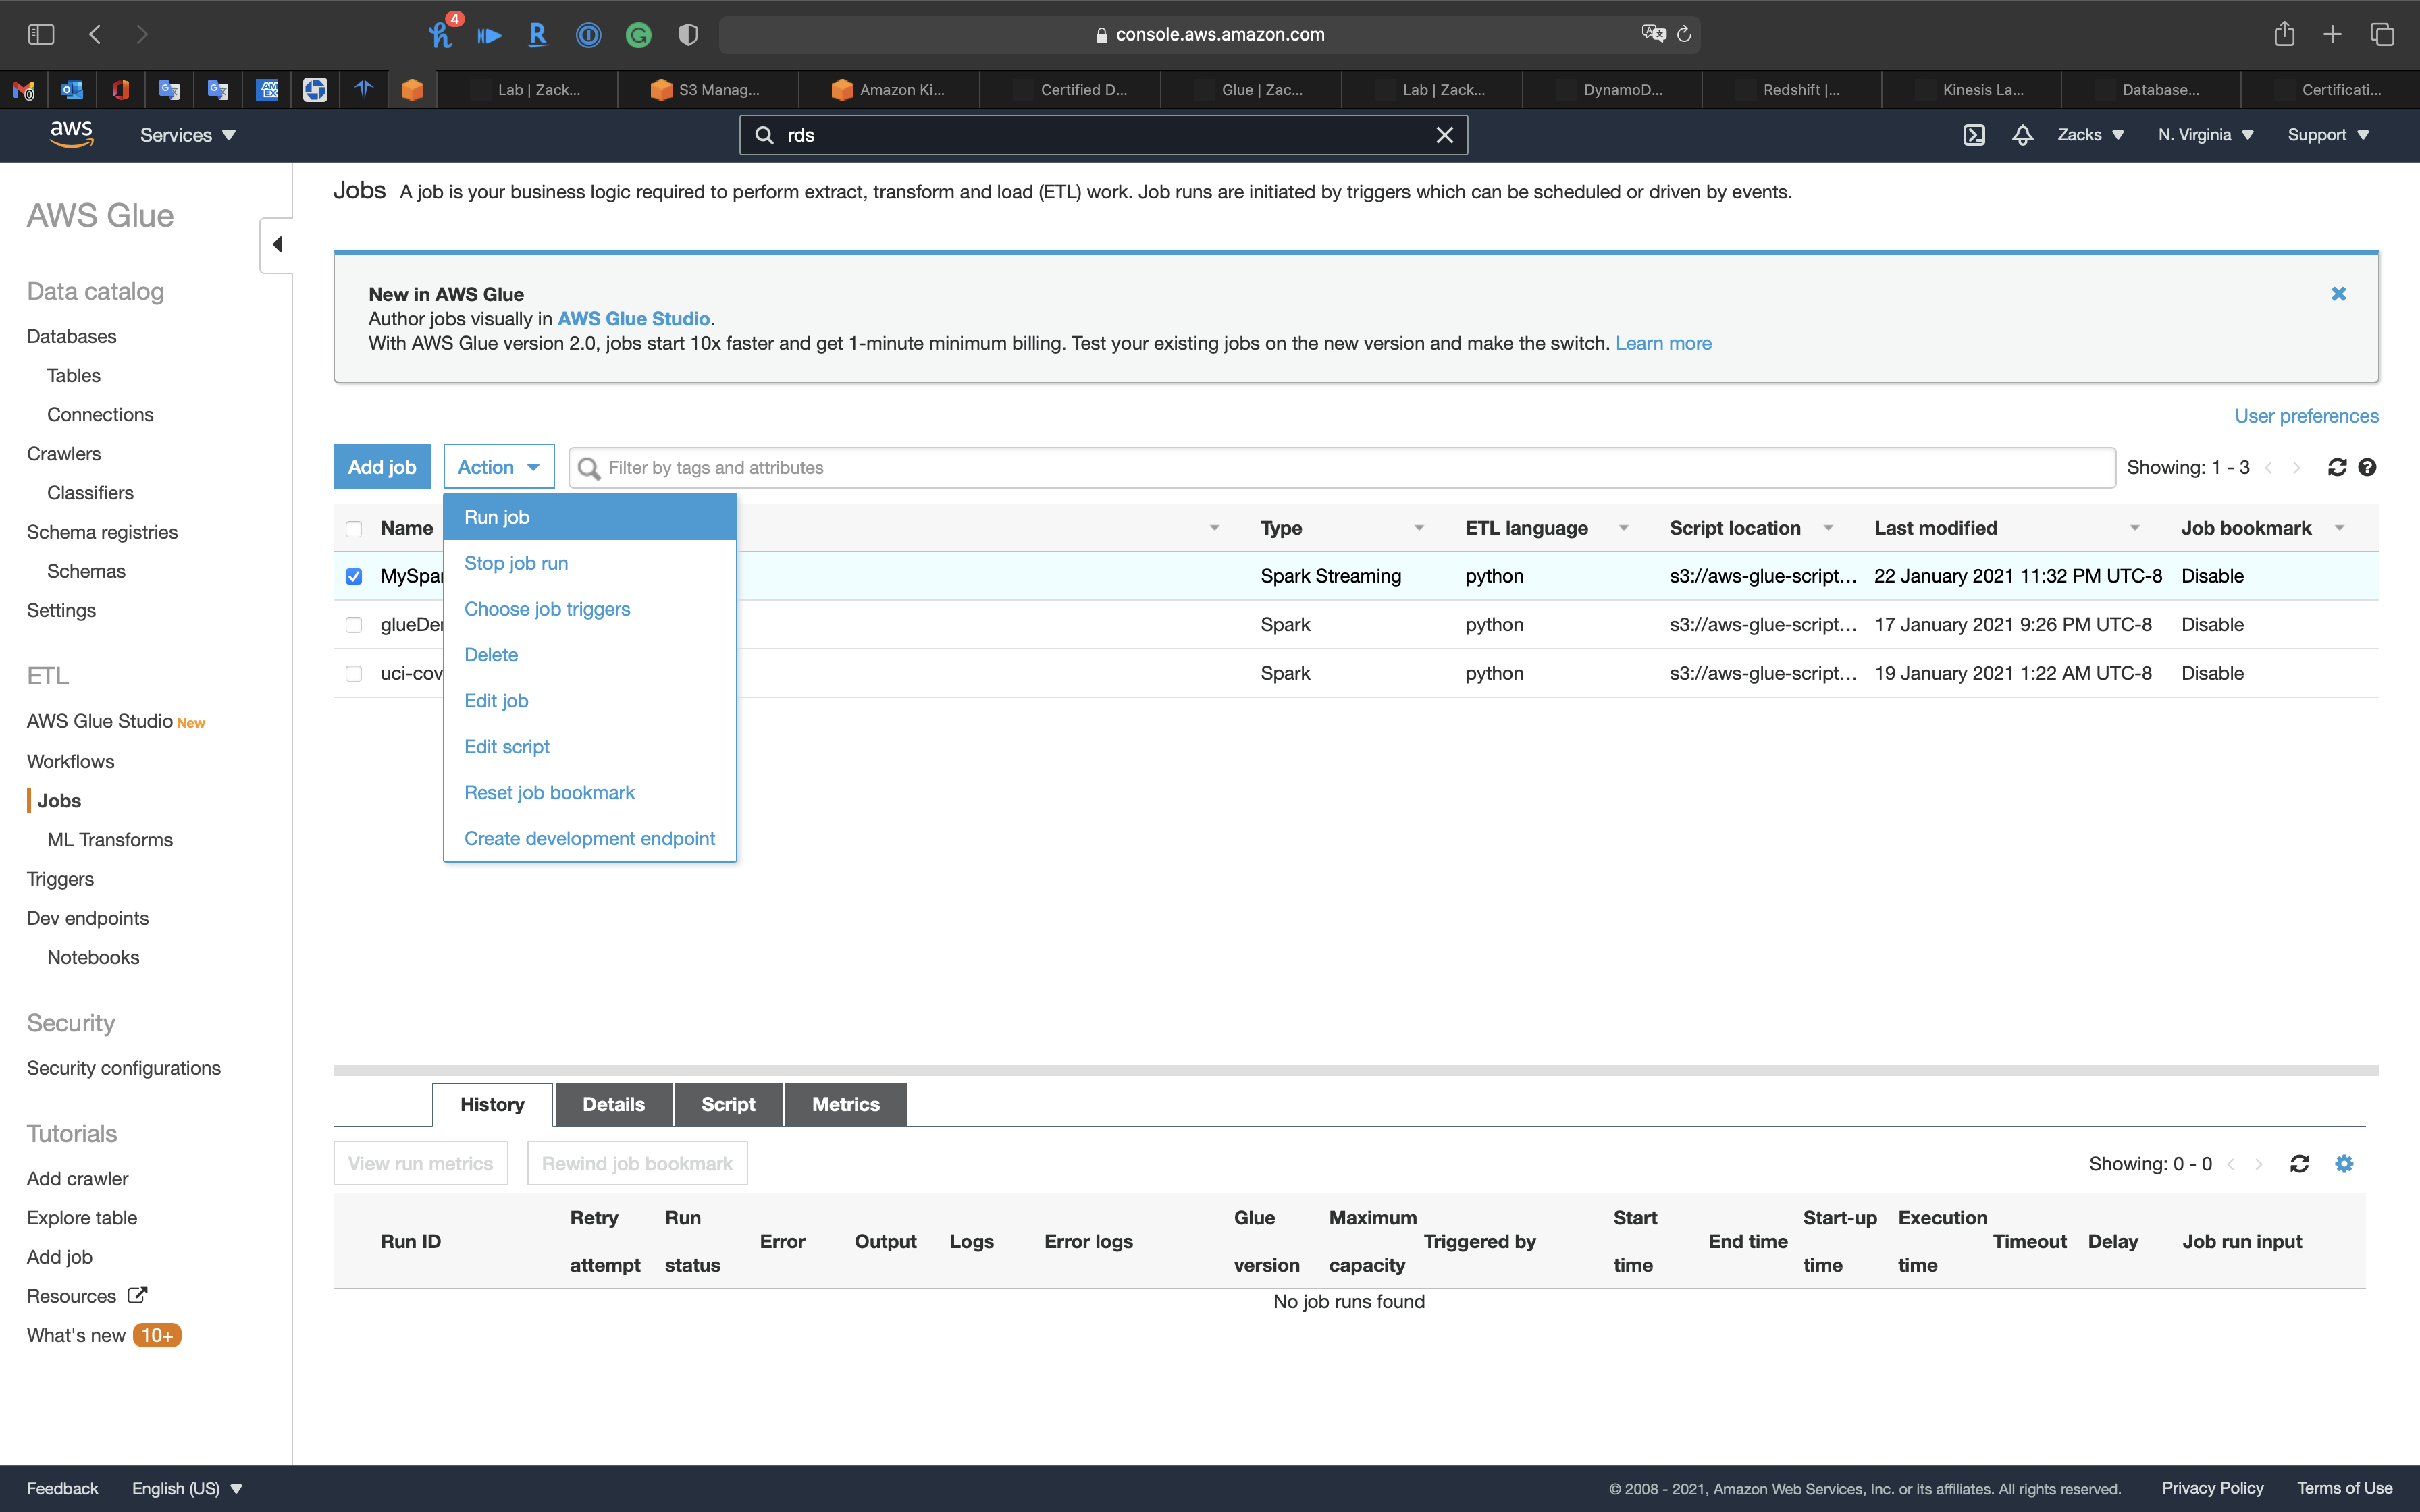 4
console.aws.amazon.com
Lab | Zack...
S3 Manag...
Amazon Ki...
Certified D...
Glue | Zac...
Lab | Zack...
DynamoD...
Redshift |...
Kinesis La...
Database...
Certificati...
aws
Services
rds
Zacks
N. Virginia
Support
AWS Glue
Data catalog
Databases
Tables
Connections
Crawlers
Classifiers
Schema registries
Schemas
Settings
ETL
AWS Glue Studio New
Workflows
Jobs
ML Transforms
Triggers
Dev endpoints
Notebooks
Security
Security configurations
Tutorials
Add crawler
Explore table
Add job
Resources
What's new 10+
Jobs A job is your business logic required to perform extract, transform and load (ETL) work. Job runs are initiated by triggers which can be scheduled or driven by events.
New in AWS Glue
Author jobs visually in AWS Glue Studio.
With AWS Glue version 2.0, jobs start 10x faster and get 1-minute minimum billing. Test your existing jobs on the new version and make the switch. Learn more
User preferences
Add job Action Filter by tags and attributes Showing: 1 - 3
Name Type ETL language Script location Last modified Job bookmark
MySpar Spark Streaming python s3://aws-glue-script... 22 January 2021 11:32 PM UTC-8 Disable
glueDe Spark python s3://aws-glue-script... 17 January 2021 9:26 PM UTC-8 Disable
uci-cov Spark python s3://aws-glue-script... 19 January 2021 1:22 AM UTC-8 Disable
Run job
Stop job run
Choose job triggers
Delete
Edit job
Edit script
Reset job bookmark
Create development endpoint
History Details Script Metrics
View run metrics Rewind job bookmark Showing: 0 - 0
Run ID Retry attempt Run status Error Output Logs Error logs Glue version Maximum capacity Triggered by Start time End time Start-up time Execution time Timeout Delay Job run input
No job runs found
Feedback English (US) © 2008 - 2021, Amazon Web Services, Inc. or its affiliates. All rights reserved. Privacy Policy Terms of Use